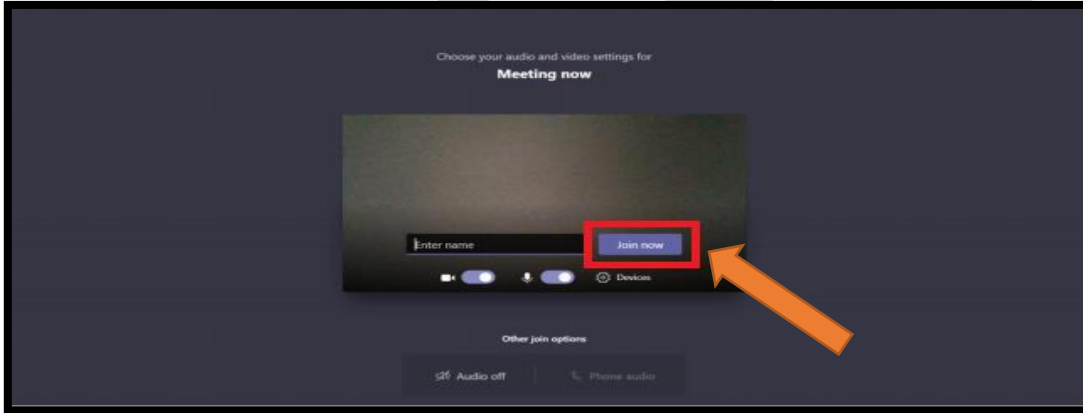 Choose your audio and video settings for
Meeting now
Enter name
Join now
Devices
Other join options
Audio off
Phone audio